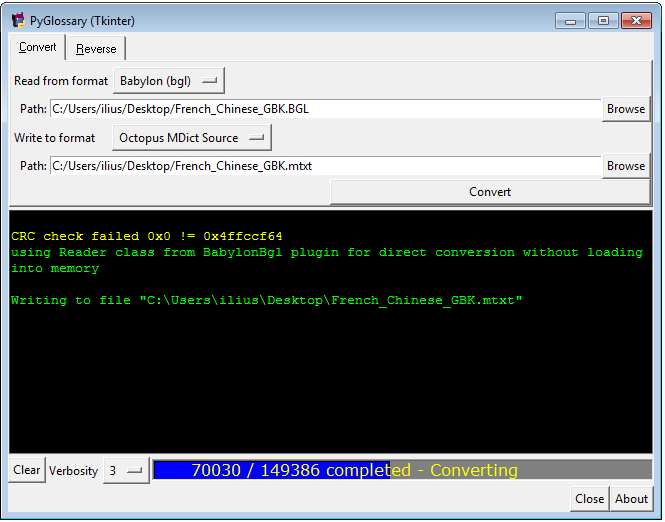 PyGlossary (Tkinter)
Convert Reverse
Read from format Babylon (bgl)
Path: C:/Users/ilius/Desktop/French_Chinese_GBK.BGL Browse
Write to format Octopus MDict Source
Path: C:/Users/ilius/Desktop/French_Chinese_GBK.mtxt Browse
Convert
CRC check failed 0x0 != 0x4ffccf64
using Reader class from BabylonBgl plugin for direct conversion without loading
into memory
Writing to file "C:\Users\ilius\Desktop\French_Chinese_GBK.mtxt"
Clear Verbosity 3 70030 / 149386 completed - Converting
Close About